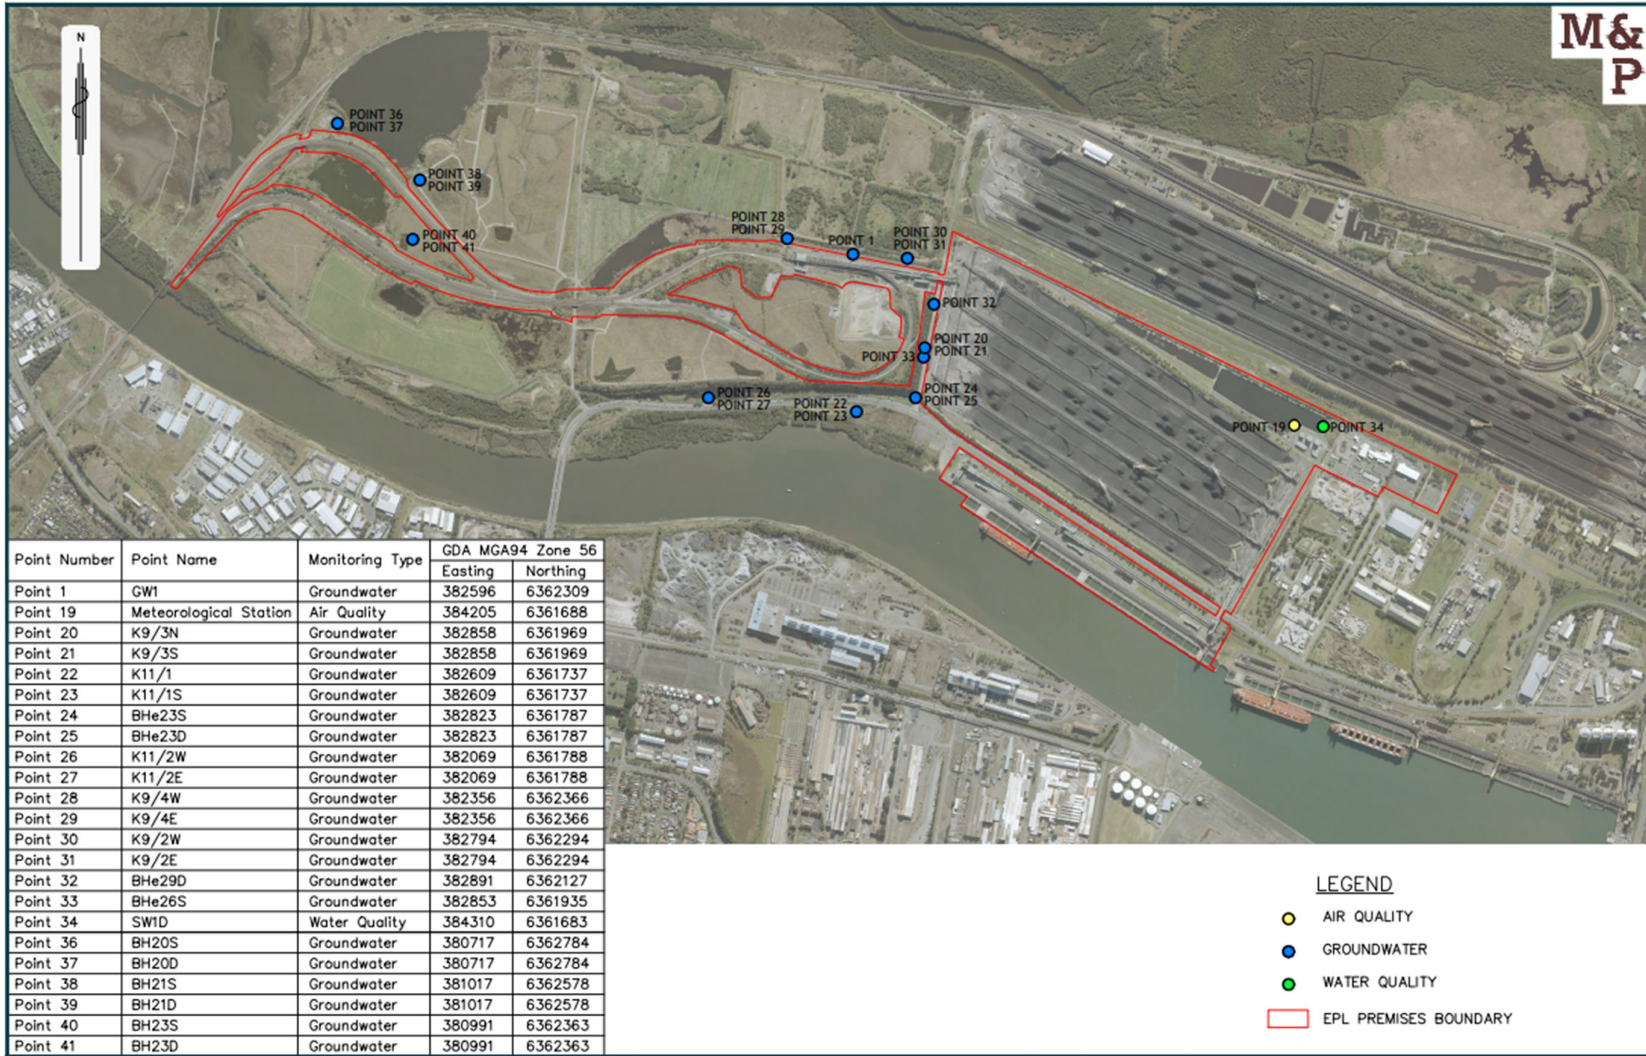 N
M&
P
POINT 36
POINT 37
POINT 38
POINT 39
POINT 40
POINT 41
POINT 28
POINT 29
POINT 1
POINT 30
POINT 31
POINT 32
POINT 20
POINT 33
POINT 21
POINT 26
POINT 27
POINT 22
POINT 23
POINT 24
POINT 25
POINT 19
POINT 34
Point Number Point Name Monitoring Type GDA MGA94 Zone 56
Easting Northing
Point 1 GW1 Groundwater 382596 6362309
Point 19 Meteorological Station Air Quality 384205 6361688
Point 20 K9/3N Groundwater 382858 6361969
Point 21 K9/3S Groundwater 382858 6361969
Point 22 K11/1 Groundwater 382609 6361737
Point 23 K11/1S Groundwater 382609 6361737
Point 24 BHe23S Groundwater 382823 6361787
Point 25 BHe23D Groundwater 382823 6361787
Point 26 K11/2W Groundwater 382069 6361788
Point 27 K11/2E Groundwater 382069 6361788
Point 28 K9/4W Groundwater 382356 6362366
Point 29 K9/4E Groundwater 382356 6362366
Point 30 K9/2W Groundwater 382794 6362294
Point 31 K9/2E Groundwater 382794 6362294
Point 32 BHe29D Groundwater 382891 6362127
Point 33 BHe26S Groundwater 382853 6361935
Point 34 SW1D Water Quality 384310 6361683
Point 36 BH20S Groundwater 380717 6362784
Point 37 BH20D Groundwater 380717 6362784
Point 38 BH21S Groundwater 381017 6362578
Point 39 BH21D Groundwater 381017 6362578
Point 40 BH23S Groundwater 380991 6362363
Point 41 BH23D Groundwater 380991 6362363
LEGEND
AIR QUALITY
GROUNDWATER
WATER QUALITY
EPL PREMISES BOUNDARY